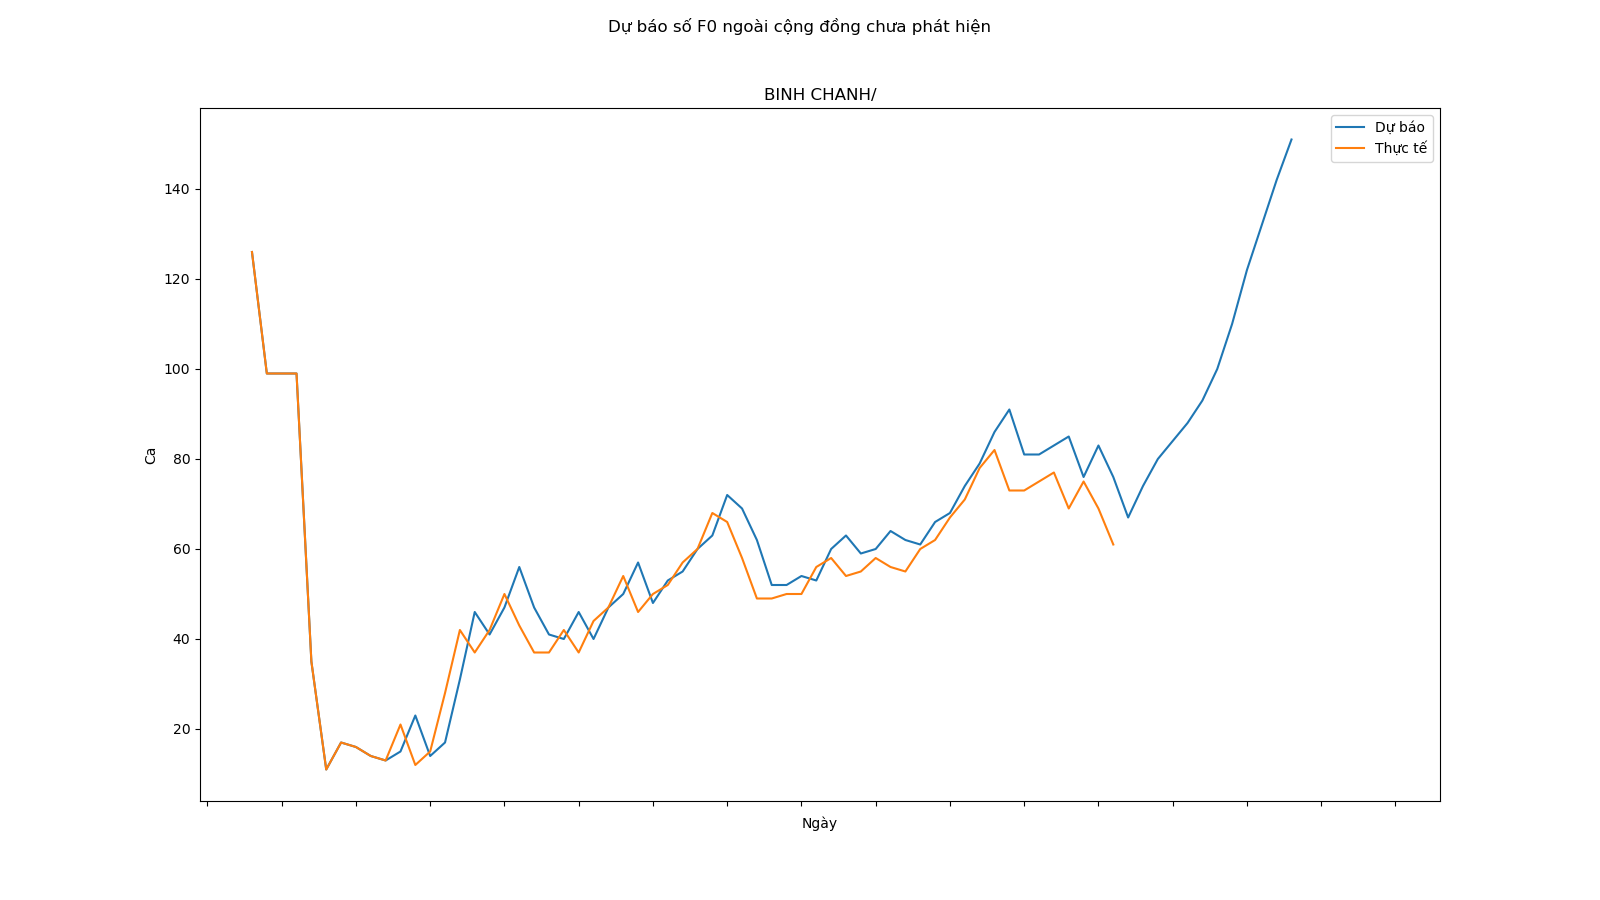 Dự báo số F0 ngoài cộng đồng chưa phát hiện
BINH CHANH/
Dự báo
Thực tế
140
120
100
80
60
40
20
Ca
Ngày